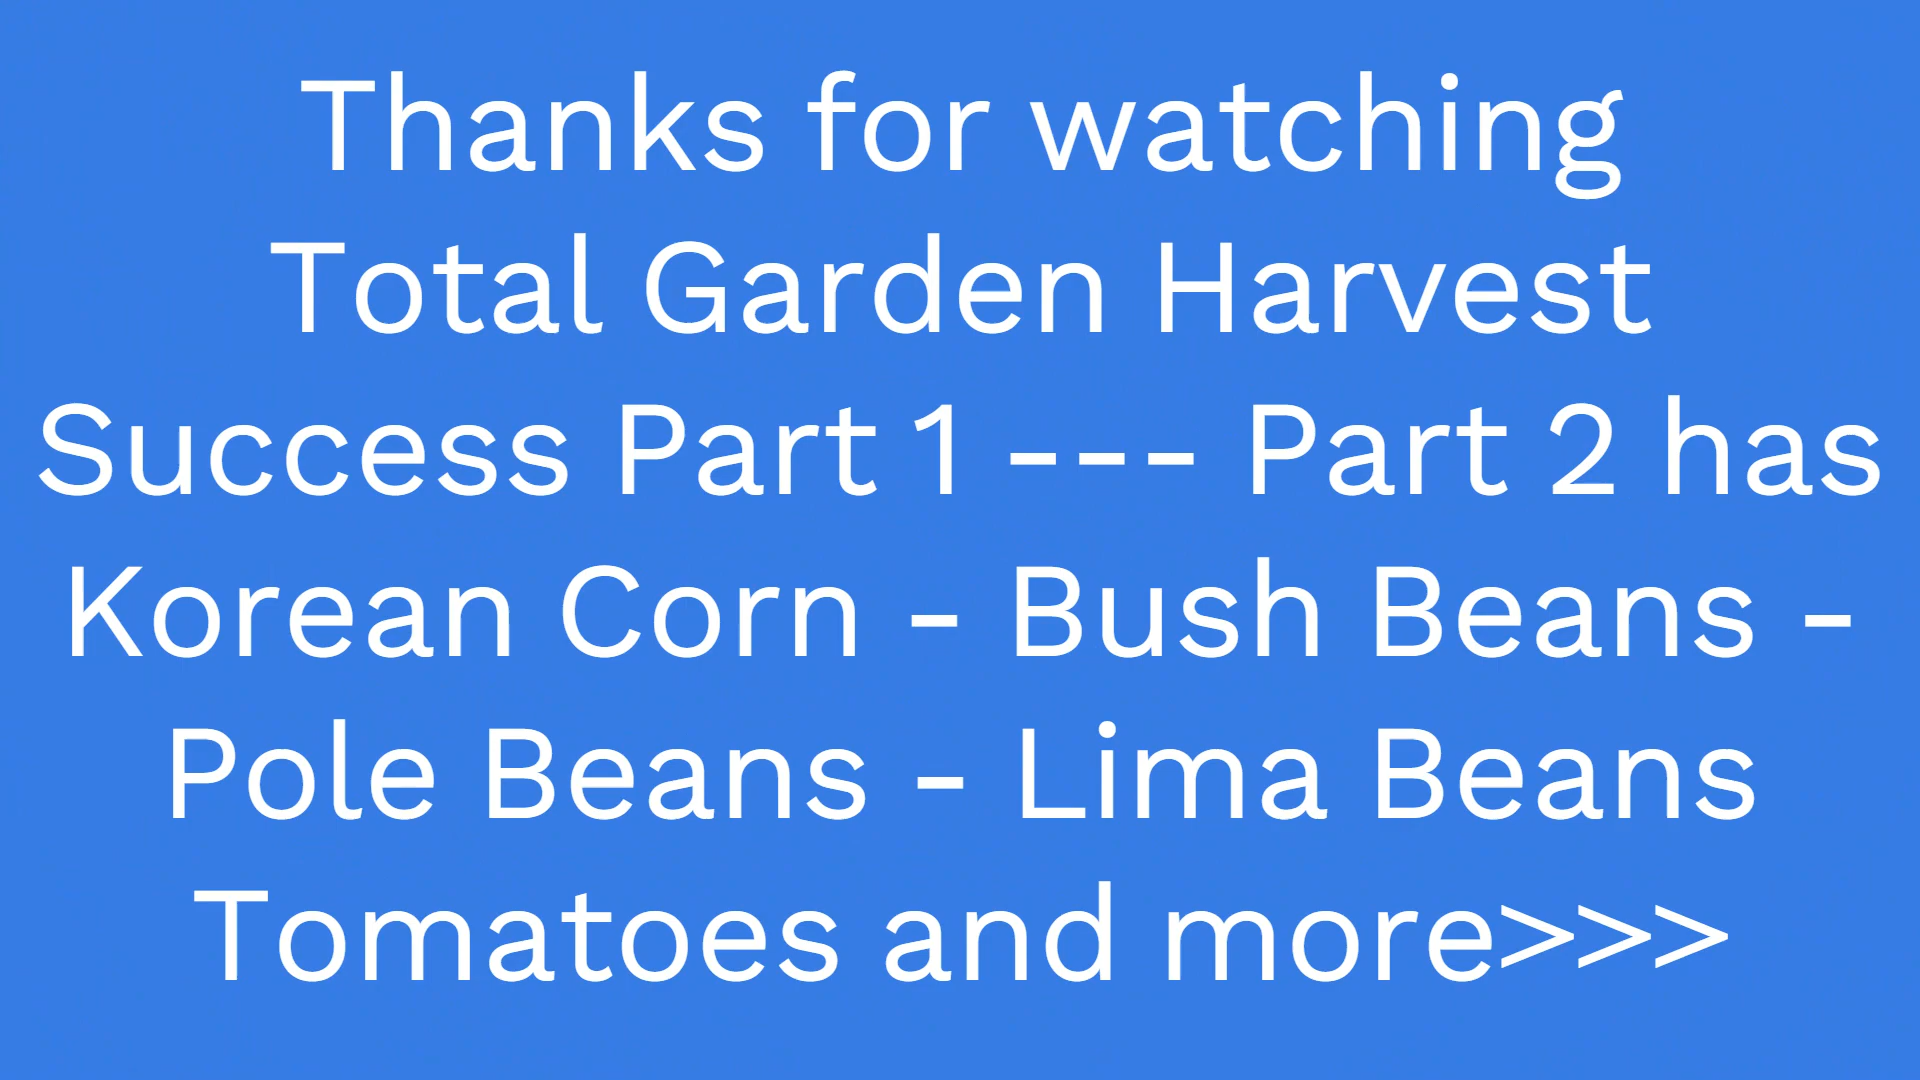 Thanks for watching
Total Garden Harvest
Success Part 1 --- Part 2 has
Korean Corn - Bush Beans -
Pole Beans - Lima Beans
Tomatoes and more>>>